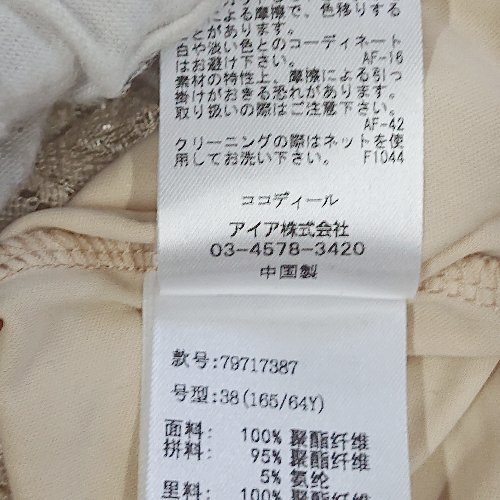 よる摩擦で、色移りする
とがあります。
白や淡い色とのコーディネート
はお避け下さい。 AF-16
素材の特性上、摩擦による引っ
掛けがおきる恐れがあります。
取り扱いの際はご注意下さい。
AF-42
クリーニングの際はネットを使
用してお洗い下さい。 F1044
ココディール
アイア株式会社
03-4578-3420
中国製
款号:79717387
号型:38(165/64Y)
面料: 100% 聚酯纤维
拼料: 95% 聚酯纤维
5% 氨纶
里料: 100% 聚酯纤维